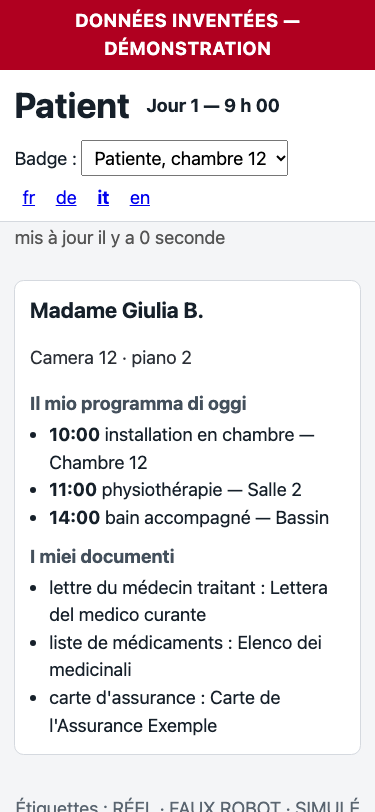 DONNÉES INVENTÉES —
DÉMONSTRATION
Patient Jour 1 — 9 h 00
Badge : Patiente, chambre 12
fr de it en
mis à jour il y a 0 seconde
Madame Giulia B.
Camera 12 · piano 2
Il mio programma di oggi
• 10:00 installation en chambre —
Chambre 12
• 11:00 physiothérapie — Salle 2
• 14:00 bain accompagné — Bassin
I miei documenti
• lettre du médecin traitant : Lettera
del medico curante
• liste de médicaments : Elenco dei
medicinali
• carte d'assurance : Carte de
l'Assurance Exemple
Étiquettes : RÉEL · FAUX ROBOT · SIMULÉ